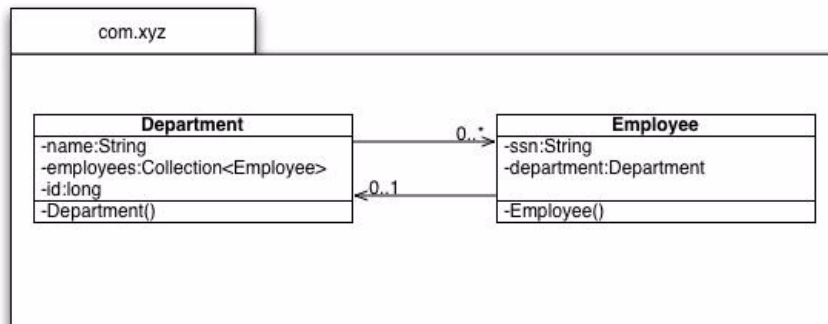 com.xyz
Department
-name:String
-employees:Collection<Employee>
-id:long
-Department()
0..*
0..1
Employee
-ssn:String
-department:Department
-Employee()